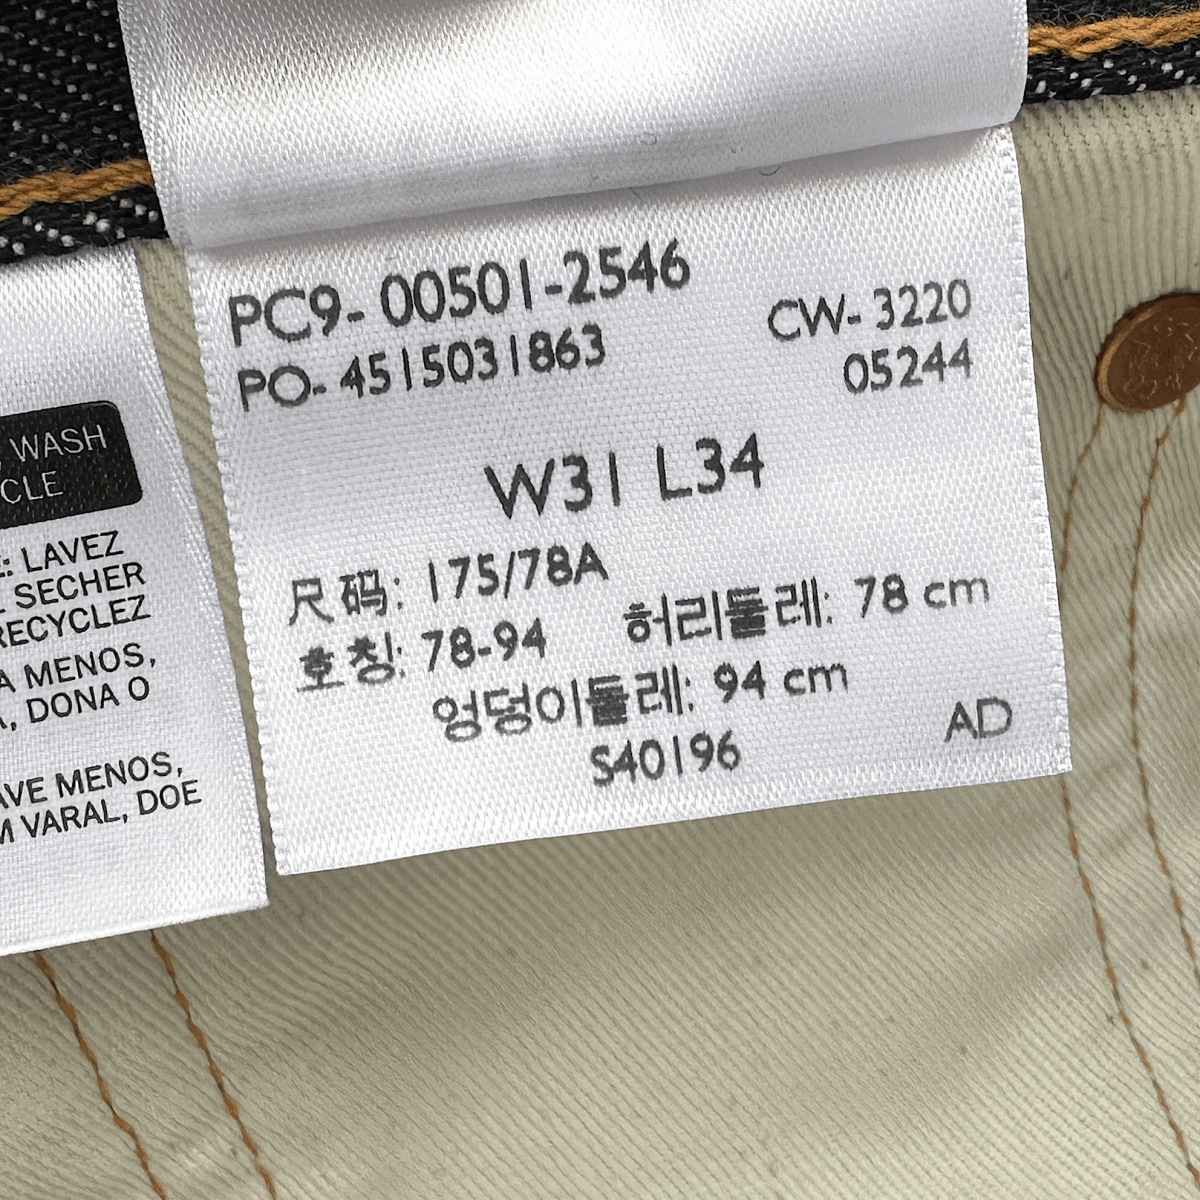 PC9- 00501-2546
PO- 4515031863
CW- 3220
05244
W31 L34
尺码: 175/78A
호칭: 78-94 허리둘레: 78 cm
엉덩이둘레: 94 cm
S40196
AD
WASH
CLE
: LAVEZ
SECHER
RECYCLEZ
A MENOS,
, DONA O
AVE MENOS,
M VARAL, DOE